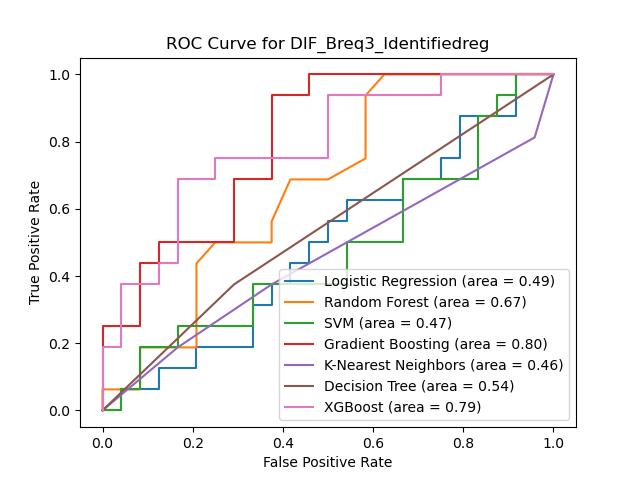 ROC Curve for DIF_Breq3_Identifiedreg
True Positive Rate
1.0
0.8
0.6
0.4
0.2
0.0
Logistic Regression (area = 0.49)
Random Forest (area = 0.67)
SVM (area = 0.47)
Gradient Boosting (area = 0.80)
K-Nearest Neighbors (area = 0.46)
Decision Tree (area = 0.54)
XGBoost (area = 0.79)
0.0 0.2 0.4 0.6 0.8 1.0
False Positive Rate